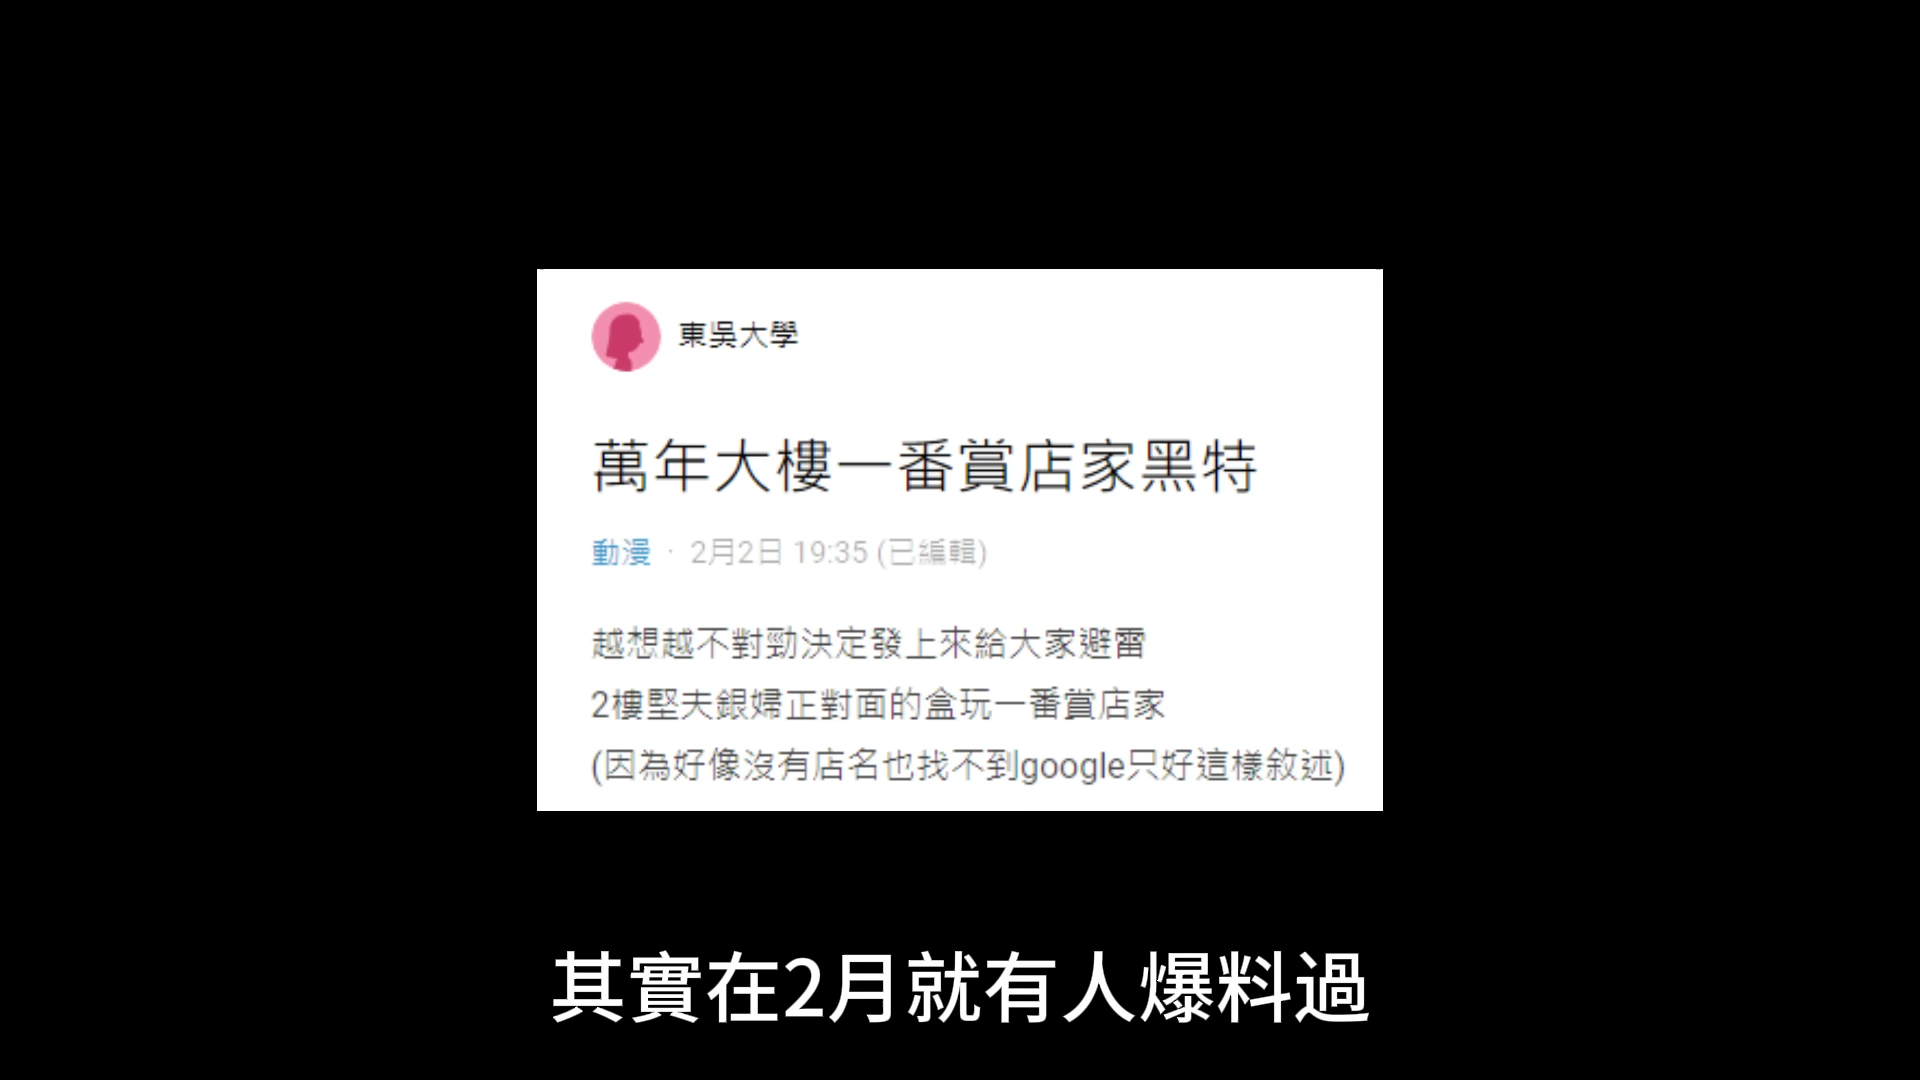 東吳大學
萬年大樓一番賞店家黑特
動漫 · 2月2日 19:35 (已編輯)
越想越不對勁決定發上來給大家避雷
2樓堅夫銀婦正對面的盒玩一番賞店家
(因為好像沒有店名也找不到google只好這樣敘述)
其實在2月就有人爆料過